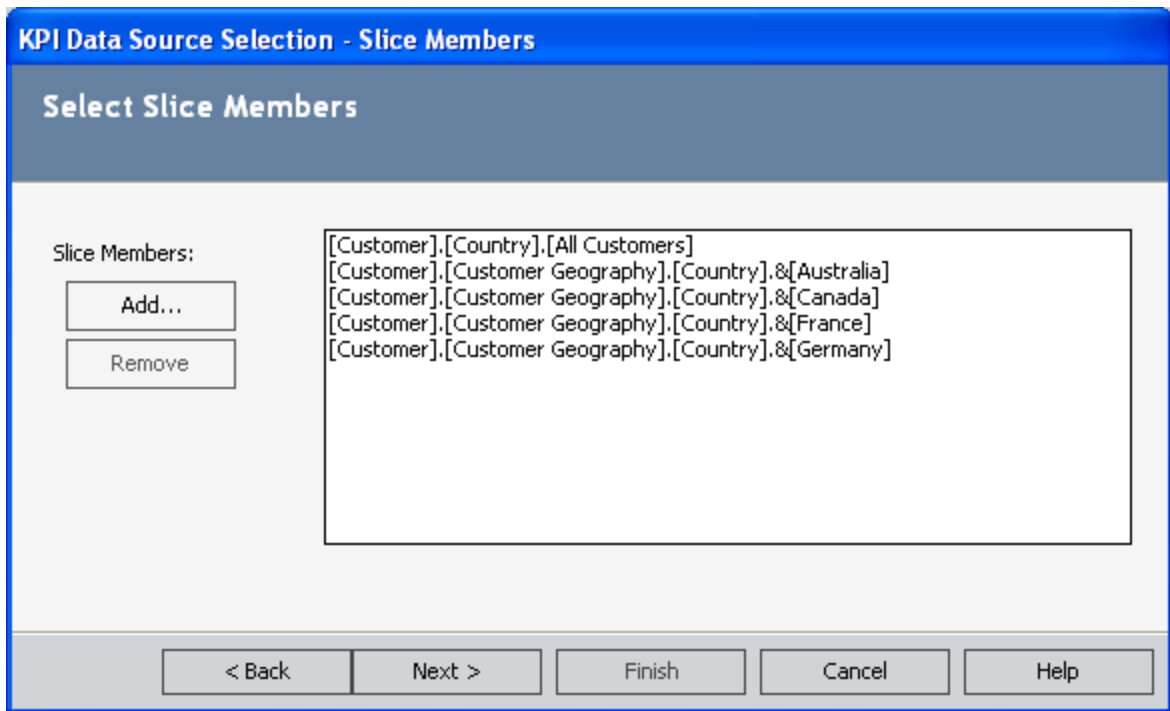 KPI Data Source Selection - Slice Members
Select Slice Members
Slice Members:
Add...
Remove
[Customer].[Country].[All Customers]
[Customer].[Customer Geography].[Country].&[Australia]
[Customer].[Customer Geography].[Country].&[Canada]
[Customer].[Customer Geography].[Country].&[France]
[Customer].[Customer Geography].[Country].&[Germany]
< Back
Next >
Finish
Cancel
Help